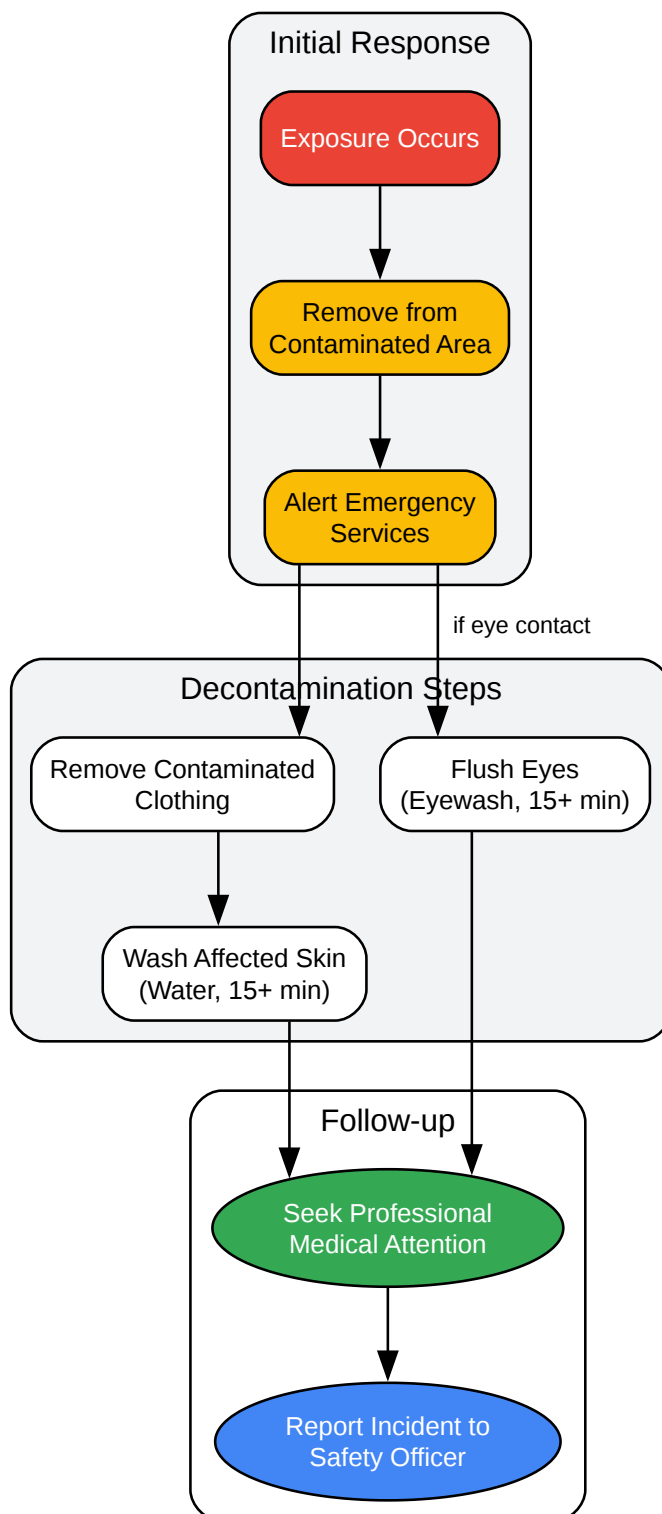 Initial Response
Exposure Occurs
Remove from
Contaminated Area
Alert Emergency
Services
if eye contact
Decontamination Steps
Remove Contaminated
Clothing
Flush Eyes
(Eyewash, 15+ min)
Wash Affected Skin
(Water, 15+ min)
Follow-up
Seek Professional
Medical Attention
Report Incident to
Safety Officer